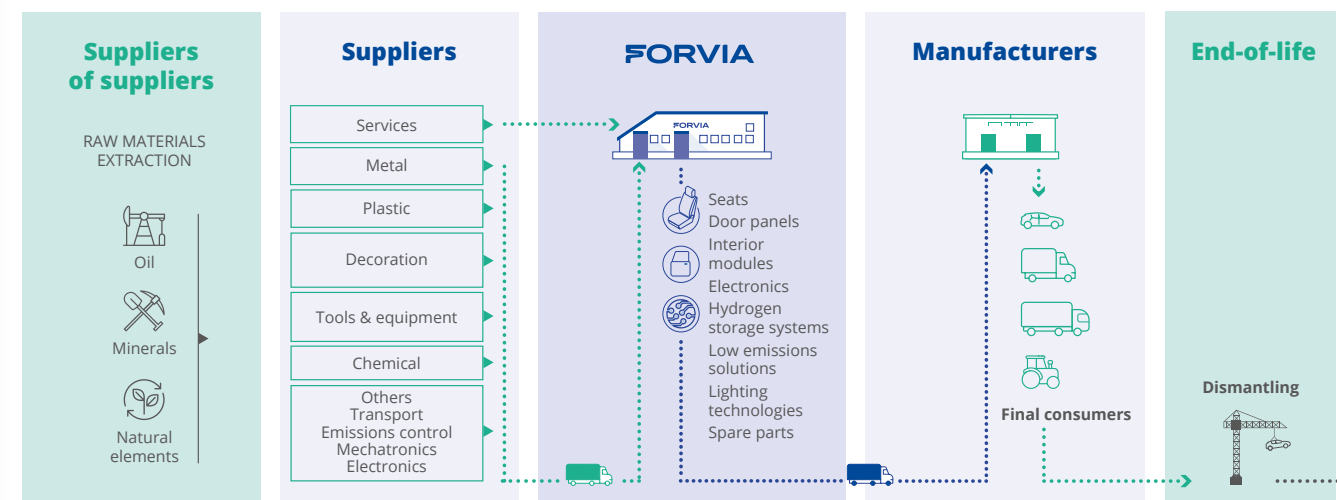 Suppliers
of suppliers
RAW MATERIALS
EXTRACTION
Oil
Minerals
Natural
elements
Suppliers
Services
Metal
Plastic
Decoration
Tools & equipment
Chemical
Others
Transport
Emissions control
Mechatronics
Electronics
FORVIA
FORVIA
Seats
Door panels
Interior
modules
Electronics
Hydrogen
storage systems
Low emissions
solutions
Lighting
technologies
Spare parts
Manufacturers
Final consumers
End-of-life
Dismantling